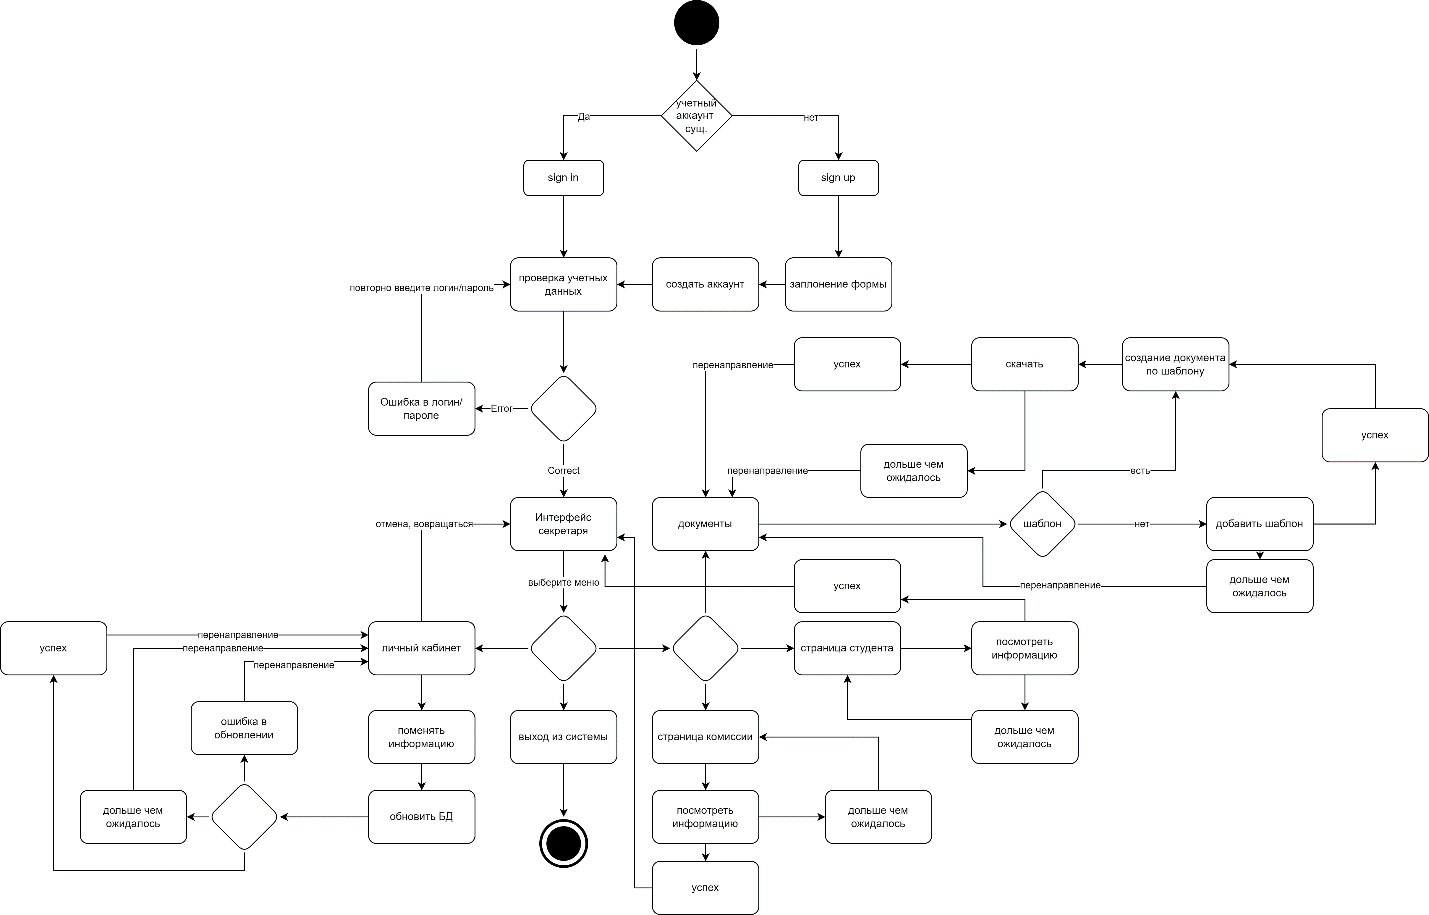 учетный
аккаунт
сущ.
Да
нет
sign in
sign up
проверка учетных
данных
создать аккаунт
заплонение формы
повторно введите логин/пароль
Ошибка в логин/
пароле
Error
Correct
перенаправление
успех
скачать
создание документа
по шаблону
успех
перенаправление
дольше чем
ожидалось
есть
отмена, вовращаться
Интерфейс
секретаря
документы
шаблон
нет
добавить шаблон
выберите меню
успех
перенаправление
дольше чем
ожидалось
успех
перенаправление
перенаправление
перенаправление
личный кабинет
страница студента
посмотреть
информацию
ошибка в
обновлении
поменять
информацию
выход из системы
страница комиссии
дольше чем
ожидалось
дольше чем
ожидалось
обновить БД
посмотреть
информацию
дольше чем
ожидалось
успех